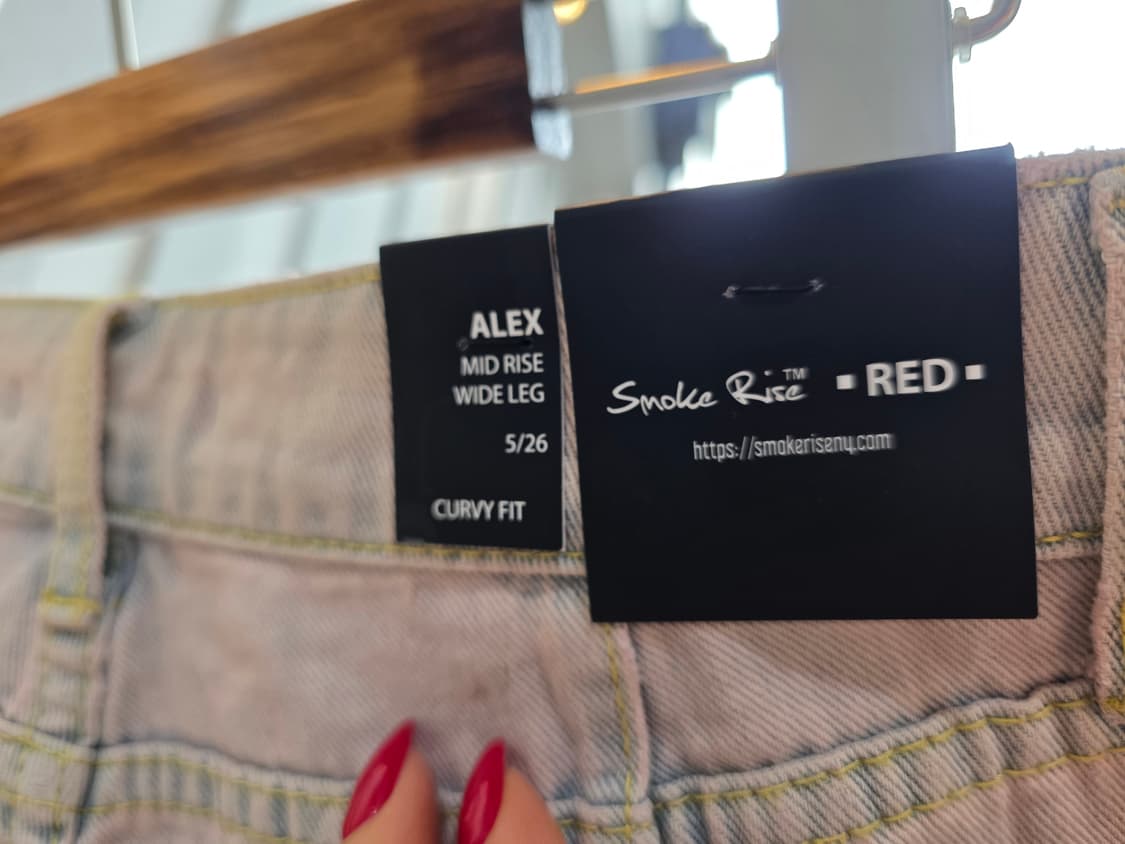 ALEX
MID RISE
WIDE LEG
5/26
CURVY FIT
Smoke Rise™ ▪ RED ▪
https://smokeriseny.com